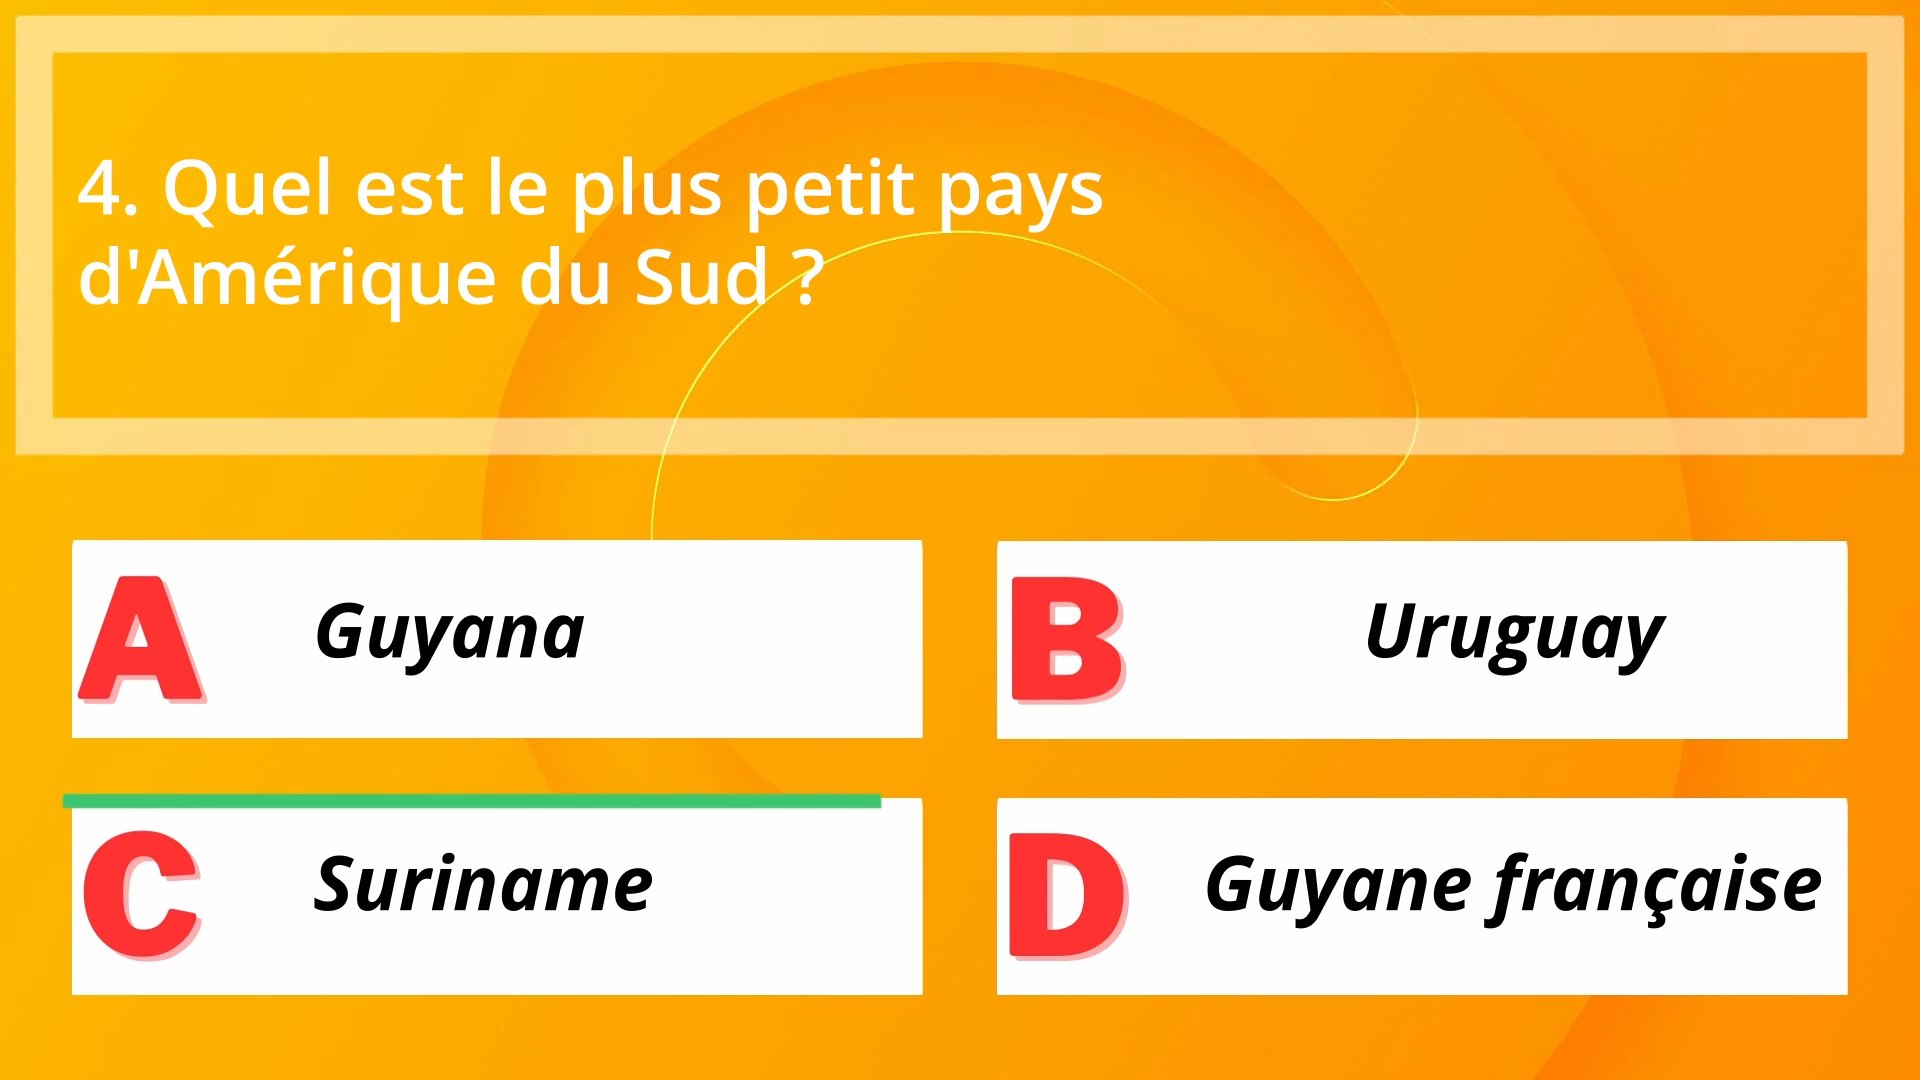 4. Quel est le plus petit pays
d'Amérique du Sud ?
A Guyana
B Uruguay
C Suriname
D Guyane française